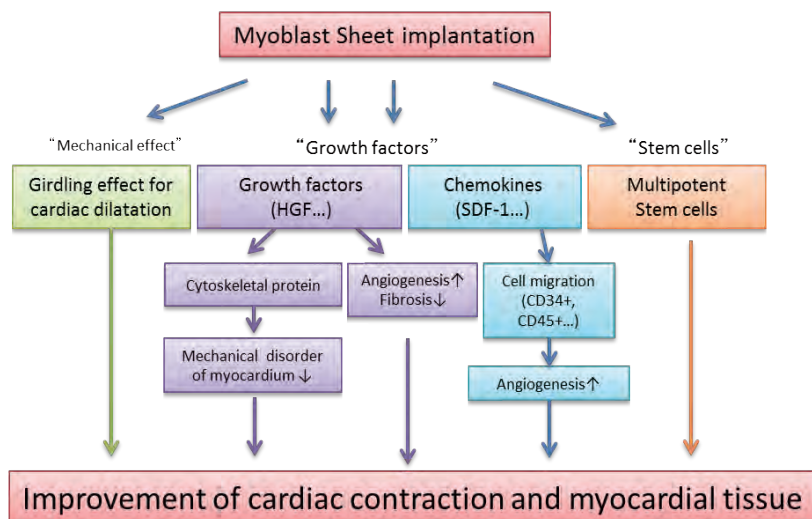 Myoblast Sheet implantation
“Mechanical effect”
“Growth factors”
“Stem cells”
Girdling effect for
cardiac dilatation
Growth factors
(HGF...)
Chemokines
(SDF-1...)
Multipotent
Stem cells
Cytoskeletal protein
Angiogenesis↑
Fibrosis↓
Cell migration
(CD34+,
CD45+...)
Mechanical disorder
of myocardium ↓
Angiogenesis↑
Improvement of cardiac contraction and myocardial tissue